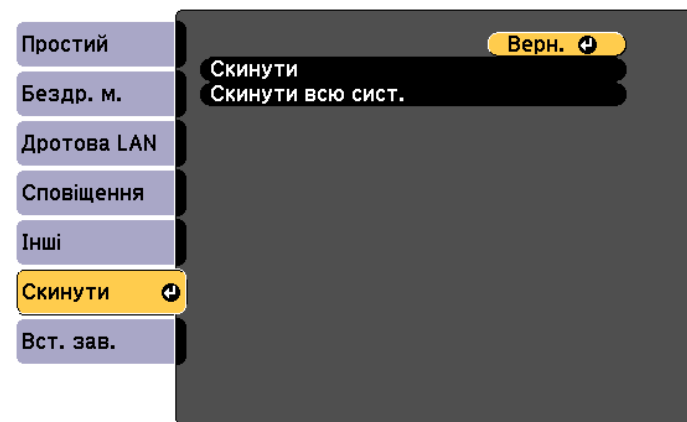 Простий
Бездр. м.
Дротова LAN
Сповіщення
Інші
Скинути
Вст. зав.
Верн.
Скинути
Скинути всю сист.